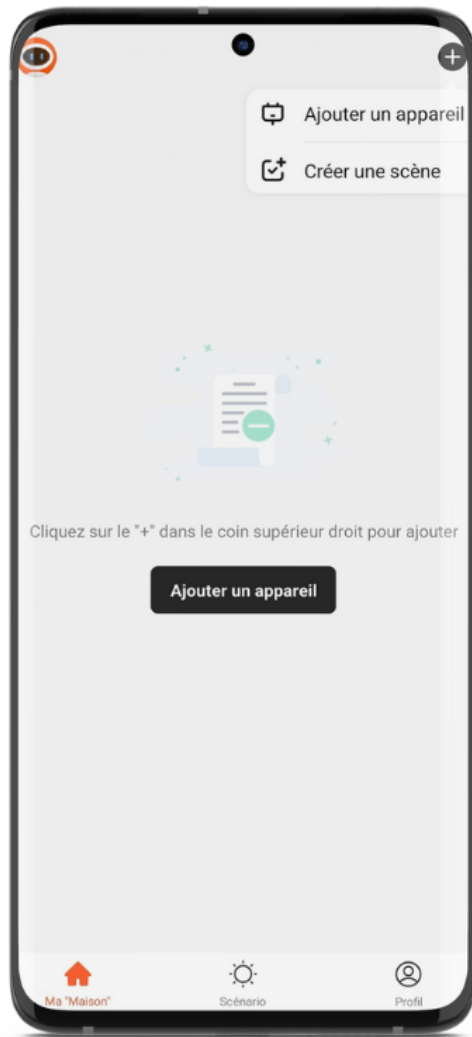 Ajouter un appareil
Créer une scène
Cliquez sur le "+" dans le coin supérieur droit pour ajouter
Ajouter un appareil
Ma "Maison"
Scénario
Profil